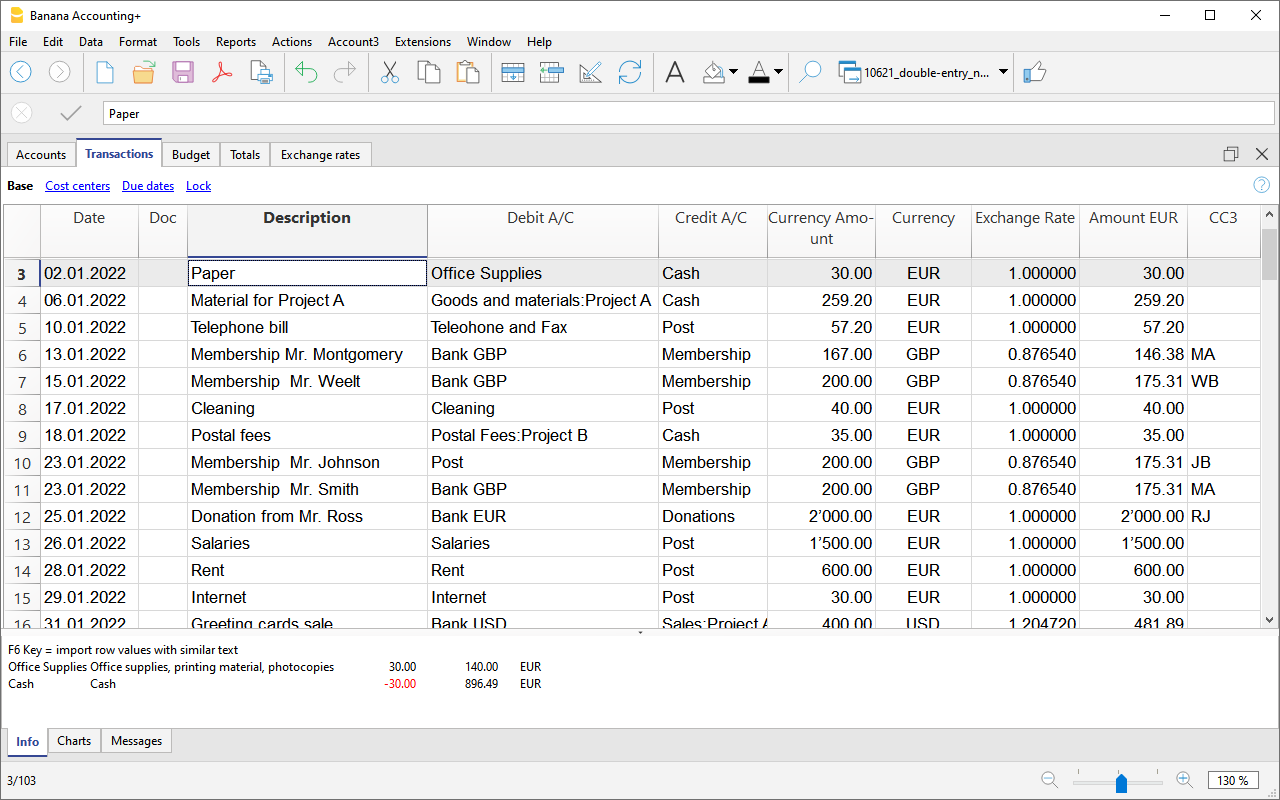 Banana Accounting+
File Edit Data Format Tools Reports Actions Account3 Extensions Window Help
10621_double-entry_n...
Paper
Accounts Transactions Budget Totals Exchange rates
Base Cost centers Due dates Lock
Date Doc Description Debit A/C Credit A/C Currency Amo-
unt Currency Exchange Rate Amount EUR CC3
3 02.01.2022 Paper Office Supplies Cash 30.00 EUR 1.000000 30.00
4 06.01.2022 Material for Project A Goods and materials:Project A Cash 259.20 EUR 1.000000 259.20
5 10.01.2022 Telephone bill Teleohone and Fax Post 57.20 EUR 1.000000 57.20
6 13.01.2022 Membership Mr. Montgomery Bank GBP Membership 167.00 GBP 0.876540 146.38 MA
7 15.01.2022 Membership Mr. Weelt Bank GBP Membership 200.00 GBP 0.876540 175.31 WB
8 17.01.2022 Cleaning Cleaning Post 40.00 EUR 1.000000 40.00
9 18.01.2022 Postal fees Postal Fees:Project B Cash 35.00 EUR 1.000000 35.00
10 23.01.2022 Membership Mr. Johnson Post Membership 200.00 GBP 0.876540 175.31 JB
11 23.01.2022 Membership Mr. Smith Bank GBP Membership 200.00 GBP 0.876540 175.31 MA
12 25.01.2022 Donation from Mr. Ross Bank EUR Donations 2’000.00 EUR 1.000000 2’000.00 RJ
13 26.01.2022 Salaries Salaries Post 1’500.00 EUR 1.000000 1’500.00
14 28.01.2022 Rent Rent Post 600.00 EUR 1.000000 600.00
15 29.01.2022 Internet Internet Post 30.00 EUR 1.000000 30.00
16 31.01.2022 Greeting cards sale Bank USD Sales:Project A 400.00 USD 1.204720 481.89
F6 Key = import row values with similar text
Office Supplies Office supplies, printing material, photocopies 30.00 140.00 EUR
Cash Cash -30.00 896.49 EUR
Info Charts Messages
3/103 130 %